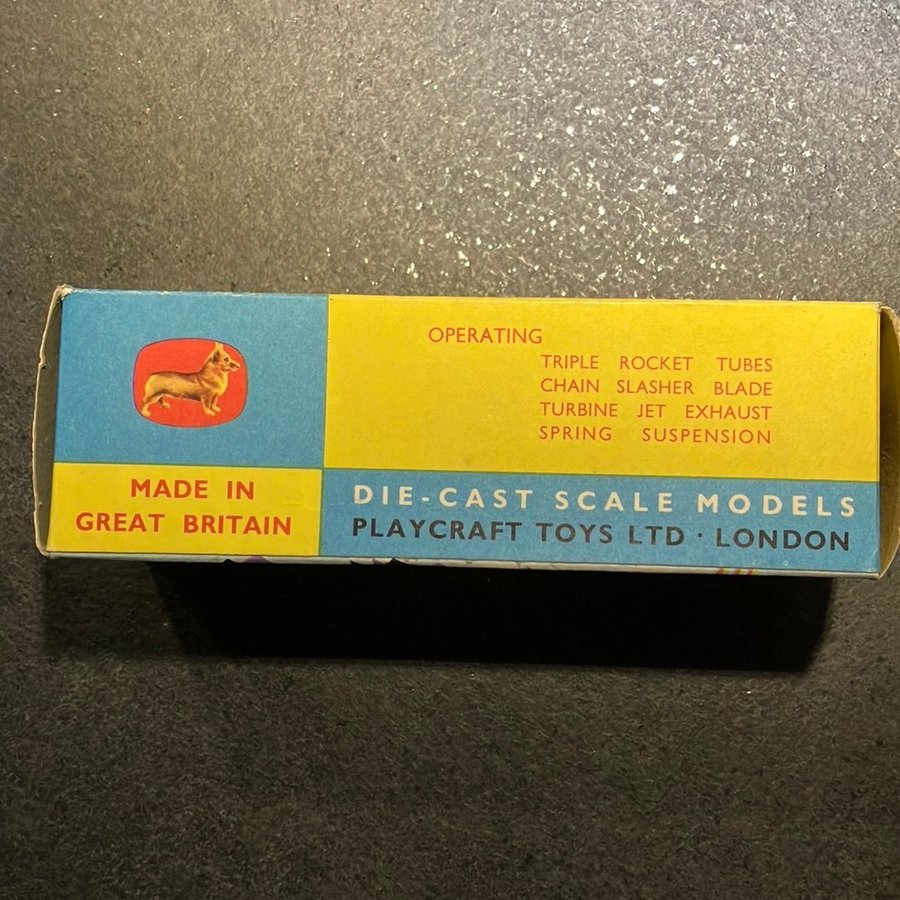 OPERATING
TRIPLE ROCKET TUBES
CHAIN SLASHER BLADE
TURBINE JET EXHAUST
SPRING SUSPENSION
MADE IN
GREAT BRITAIN
DIE-CAST SCALE MODELS
PLAYCRAFT TOYS LTD · LONDON